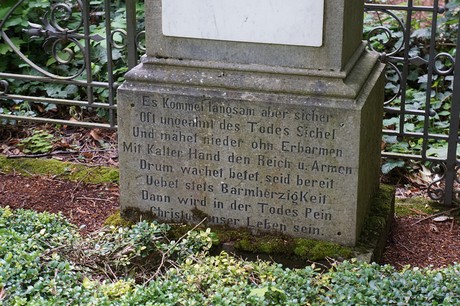 Es Kommet langsam aber sicher
Oft ungeahnt des Todes Sichel
Und mähet nieder ohn Erbarmen
Mit Kalter Hand den Reich u. Armen
Drum wachet, betet, seid bereit
Uebet stets BarmherzigKeit
Dann wird in der Todes Pein
Christus unser Leben sein.